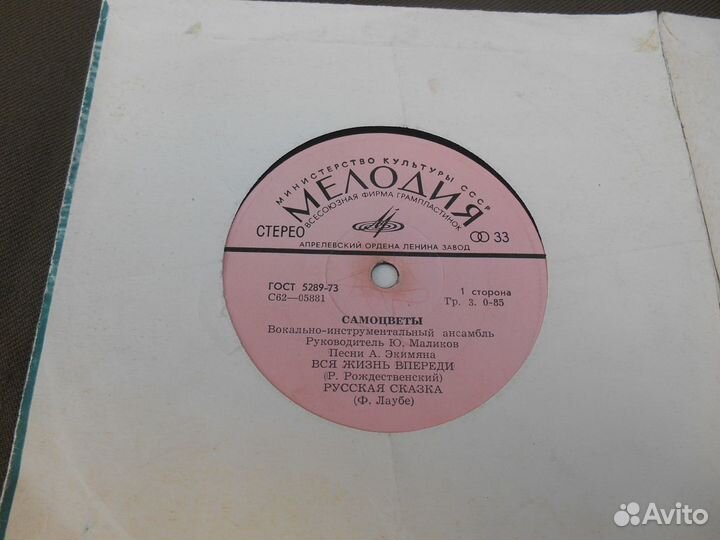 МИНИСТЕРСТВО КУЛЬТУРЫ СССР
МЕЛОДИЯ
ВСЕСОЮЗНАЯ ФИРМА ГРАМПЛАСТИНОК
СТЕРЕО
33
АПРЕЛЕВСКИЙ ОРДЕНА ЛЕНИНА ЗАВОД
ГОСТ 5289-73
С62—05881
1 сторона
Гр. 3. 0-85
САМОЦВЕТЫ
Вокально-инструментальный ансамбль
Руководитель Ю. Маликов
Песни А. Экимяна
ВСЯ ЖИЗНЬ ВПЕРЕДИ
(Р. Рождественский)
РУССКАЯ СКАЗКА
(Ф. Лаубе)
Avito